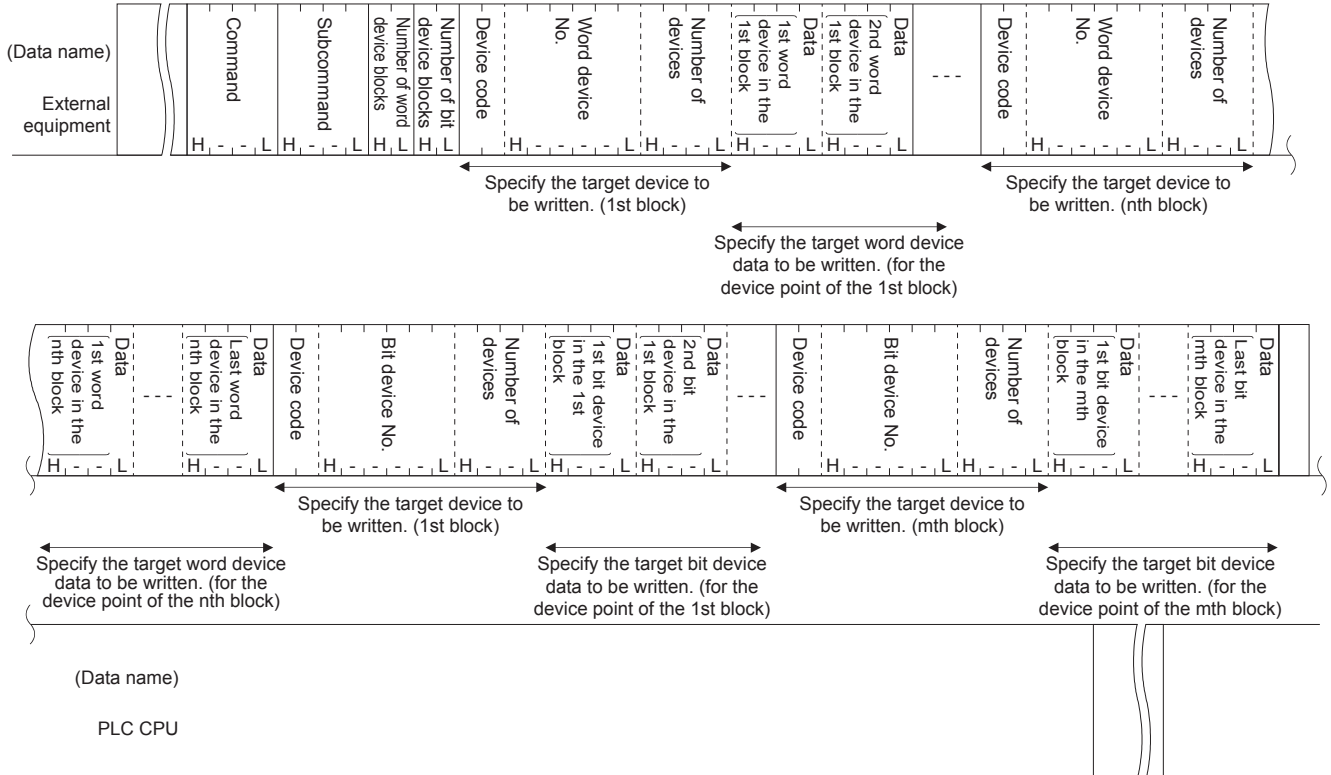 (Data name)
External
equipment
Command
H - - L
Subcommand
H - - L
Number of word
device blocks
H L
Number of bit
device blocks
H L
Device code
Word device
No.
H - - - - L
Number of
devices
H - - L
Data
1st word
device in the
1st block
H - - L
Data
2nd word
device in the
1st block
H - - L
- - -
Device code
Word device
No.
H - - - - L
Number of
devices
H - - L
Specify the target device to
be written. (1st block)
Specify the target device to
be written. (nth block)
Specify the target word device
data to be written. (for the
device point of the 1st block)
Data
1st word
device in the
nth block
H - - L
- - -
Data
Last word
device in the
nth block
H - - L
Device code
Bit device No.
H - - - - L
Number of
devices
H - - L
Data
1st bit device
in the 1st
block
H - - L
Data
2nd bit
device in the
1st block
H - - L
- - -
Device code
Bit device No.
H - - - - L
Number of
devices
H - - L
Data
1st bit device
in the mth
block
H - - L
- - -
Data
Last bit
device in the
mth block
H - - L
Specify the target device to
be written. (1st block)
Specify the target device to
be written. (mth block)
Specify the target word device
data to be written. (for the
device point of the nth block)
Specify the target bit device
data to be written. (for the
device point of the 1st block)
Specify the target bit device
data to be written. (for the
device point of the mth block)
(Data name)
PLC CPU